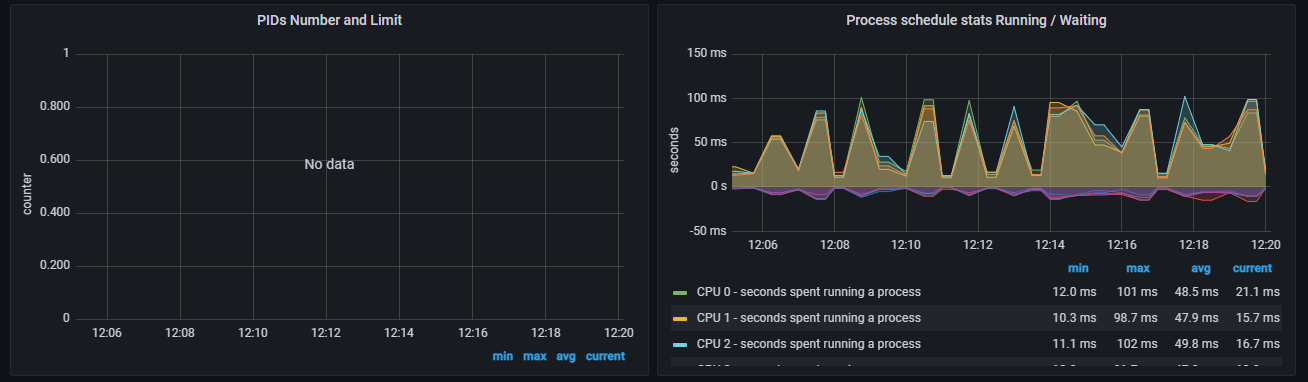 PIDs Number and Limit
counter
1
0.800
0.600
0.400
0.200
0
No data
12:06 12:08 12:10 12:12 12:14 12:16 12:18 12:20
min max avg current
Process schedule stats Running / Waiting
seconds
150 ms
100 ms
50 ms
0 s
-50 ms
12:06 12:08 12:10 12:12 12:14 12:16 12:18 12:20
min max avg current
CPU 0 - seconds spent running a process 12.0 ms 101 ms 48.5 ms 21.1 ms
CPU 1 - seconds spent running a process 10.3 ms 98.7 ms 47.9 ms 15.7 ms
CPU 2 - seconds spent running a process 11.1 ms 102 ms 49.8 ms 16.7 ms